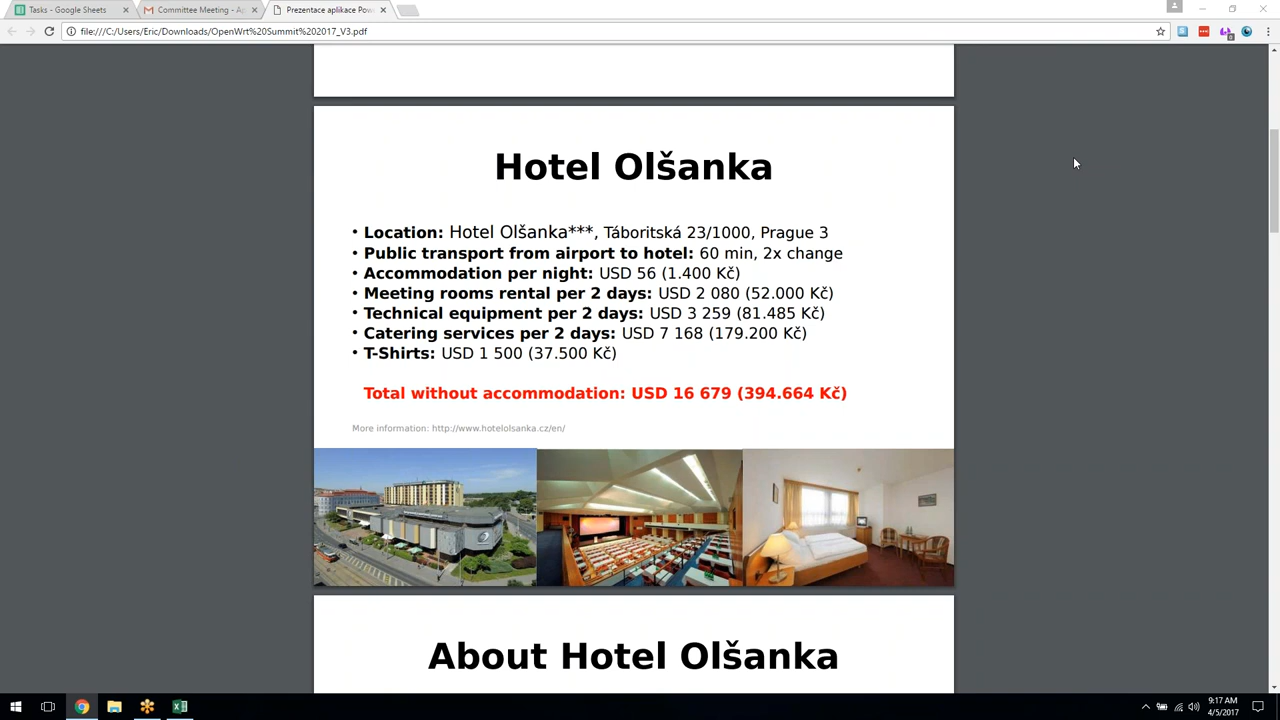 Tasks - Google Sheets
Committee Meeting - Ap
Prezentace aplikace Pow
file:///C:/Users/Eric/Downloads/OpenWrt%20Summit%202017_V3.pdf
Hotel Olšanka
• Location: Hotel Olšanka***, Táboritská 23/1000, Prague 3
• Public transport from airport to hotel: 60 min, 2x change
• Accommodation per night: USD 56 (1.400 Kč)
• Meeting rooms rental per 2 days: USD 2 080 (52.000 Kč)
• Technical equipment per 2 days: USD 3 259 (81.485 Kč)
• Catering services per 2 days: USD 7 168 (179.200 Kč)
• T-Shirts: USD 1 500 (37.500 Kč)
Total without accommodation: USD 16 679 (394.664 Kč)
More information: http://www.hotelolsanka.cz/en/
About Hotel Olšanka
9:17 AM
4/5/2017